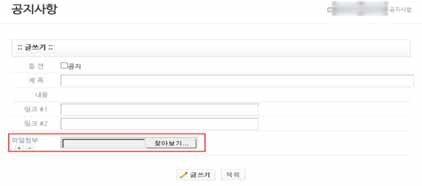 공지사항
공지사항
:: 글쓰기 ::
옵 션 공지
제 목
내용
링크 #1
링크 #2
파일첨부
+ -
찾아보기...
글쓰기 목록